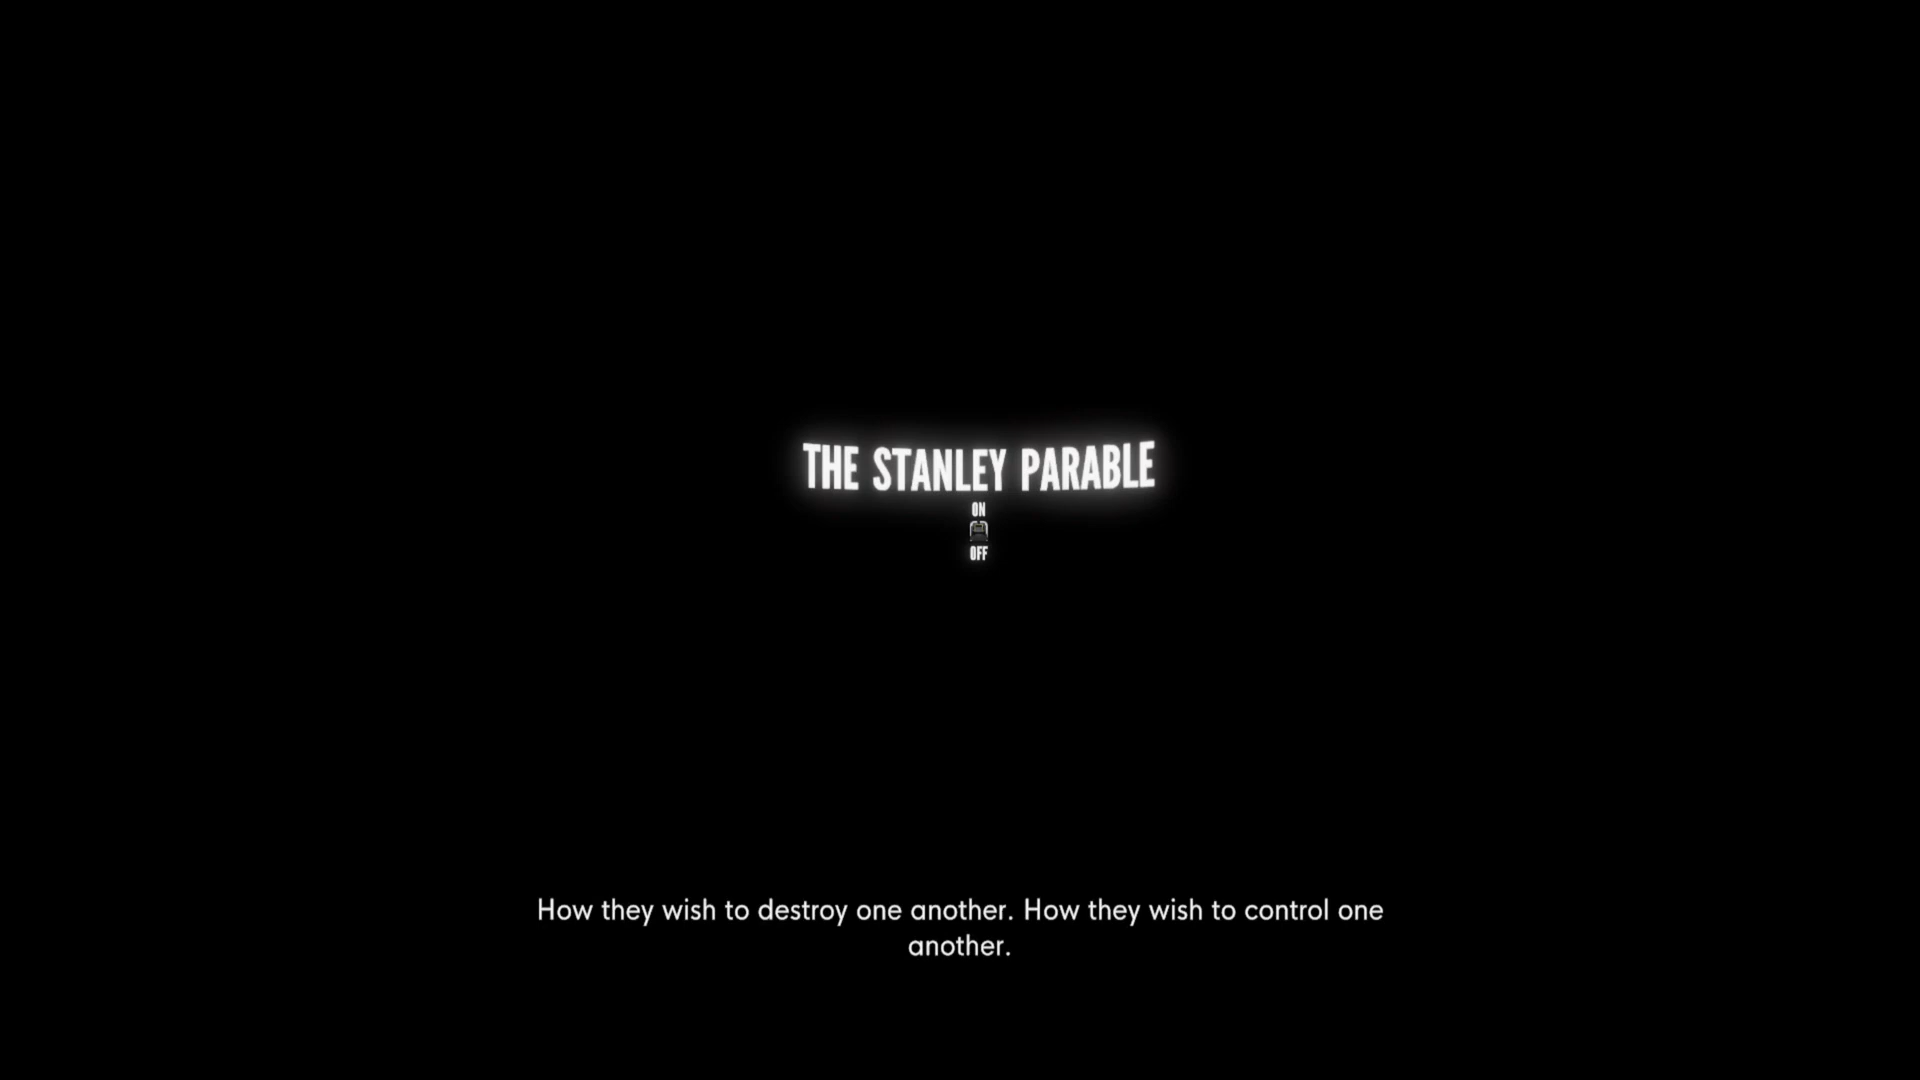 THE STANLEY PARABLE
ON
OFF
How they wish to destroy one another. How they wish to control one
another.